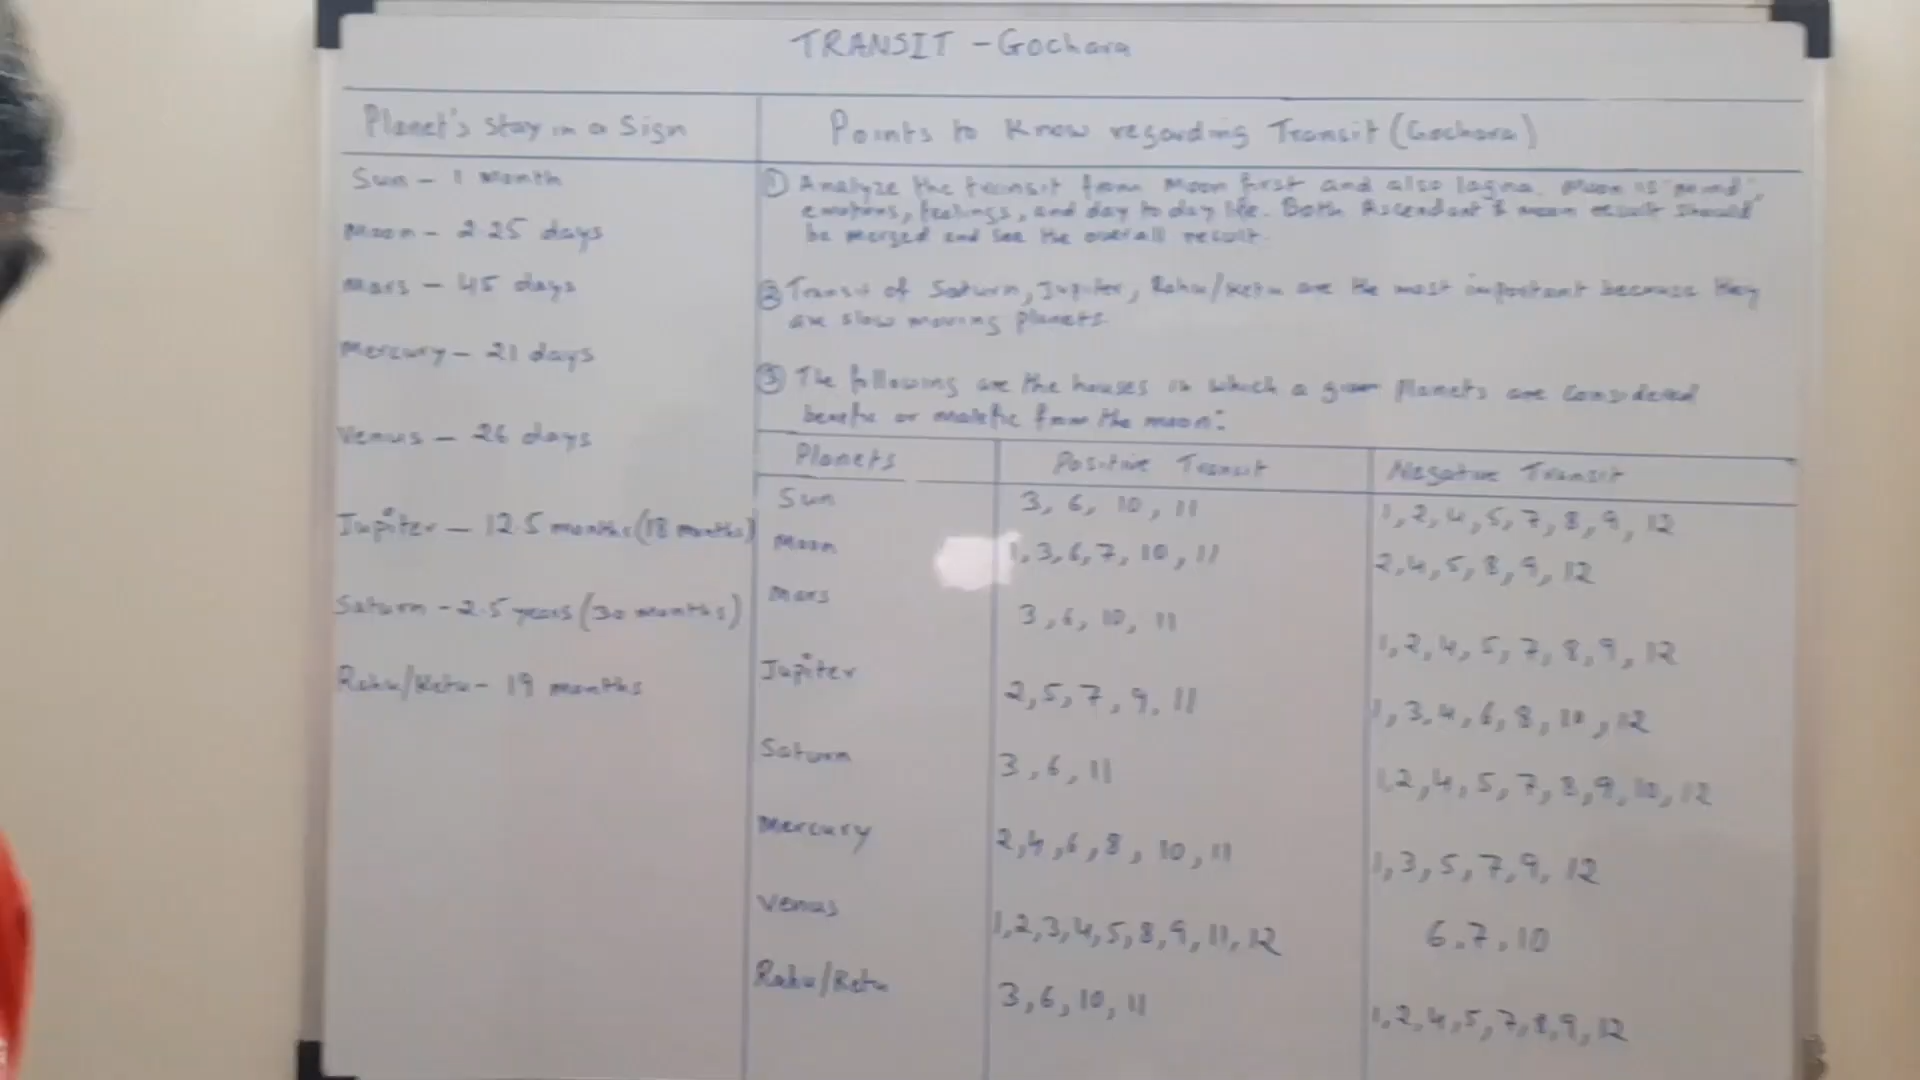 TRANSIT - Gochara
Planet's Stay in a Sign
Sun - 1 Month
Moon - 2.25 days
Mars - 45 days
Mercury - 21 days
Venus - 26 days
Jupiter - 12.5 months (18 months)
Saturn - 2.5 years (30 months)
Rahu/Ketu - 19 months
Points to Know regarding Transit (Gochara)
① Analyze the transit from Moon first and also lagna. Moon is "mind",
emotions, feelings, and day to day life. Both Ascendant & moon result should
be merged and see the overall result.
② Transit of Saturn, Jupiter, Rahu/Ketu are the most important because they
are slow moving planets.
③ The following are the houses in which a Planets are considered
benefic or malefic from the moon:
Planets Positive Transit Negative Transit
Sun 3, 6, 10, 11 1, 2, 4, 5, 7, 8, 9, 12
Moon 1, 3, 6, 7, 10, 11 2, 4, 5, 8, 9, 12
Mars 3, 6, 10, 11 1, 2, 4, 5, 7, 8, 9, 12
Jupiter 2, 5, 7, 9, 11 1, 3, 4, 6, 8, 10, 12
Saturn 3, 6, 11 1, 2, 4, 5, 7, 8, 9, 10, 12
Mercury 2, 4, 6, 8, 10, 11 1, 3, 5, 7, 9, 12
Venus 1, 2, 3, 4, 5, 8, 9, 11, 12 6, 7, 10
Rahu/Ketu 3, 6, 10, 11 1, 2, 4, 5, 7, 8, 9, 12